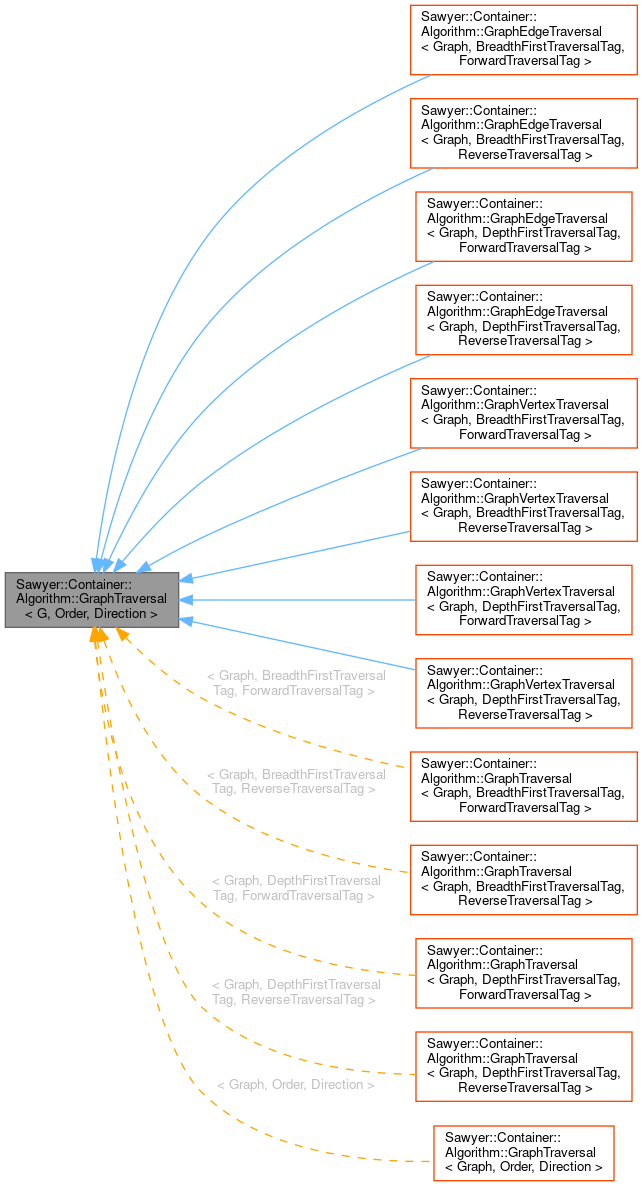 Sawyer::Container::
Algorithm::GraphEdgeTraversal
< Graph, BreadthFirstTraversalTag,
ForwardTraversalTag >
Sawyer::Container::
Algorithm::GraphEdgeTraversal
< Graph, BreadthFirstTraversalTag,
ReverseTraversalTag >
Sawyer::Container::
Algorithm::GraphEdgeTraversal
< Graph, DepthFirstTraversalTag,
ForwardTraversalTag >
Sawyer::Container::
Algorithm::GraphEdgeTraversal
< Graph, DepthFirstTraversalTag,
ReverseTraversalTag >
Sawyer::Container::
Algorithm::GraphVertexTraversal
< Graph, BreadthFirstTraversalTag,
ForwardTraversalTag >
Sawyer::Container::
Algorithm::GraphVertexTraversal
< Graph, BreadthFirstTraversalTag,
ReverseTraversalTag >
Sawyer::Container::
Algorithm::GraphTraversal
< G, Order, Direction >
Sawyer::Container::
Algorithm::GraphVertexTraversal
< Graph, DepthFirstTraversalTag,
ForwardTraversalTag >
Sawyer::Container::
Algorithm::GraphVertexTraversal
< Graph, DepthFirstTraversalTag,
ReverseTraversalTag >
< Graph, BreadthFirstTraversal
Tag, ForwardTraversalTag >
Sawyer::Container::
Algorithm::GraphTraversal
< Graph, BreadthFirstTraversalTag,
ForwardTraversalTag >
< Graph, BreadthFirstTraversal
Tag, ReverseTraversalTag >
Sawyer::Container::
Algorithm::GraphTraversal
< Graph, BreadthFirstTraversalTag,
ReverseTraversalTag >
< Graph, DepthFirstTraversal
Tag, ForwardTraversalTag >
Sawyer::Container::
Algorithm::GraphTraversal
< Graph, DepthFirstTraversalTag,
ForwardTraversalTag >
< Graph, DepthFirstTraversal
Tag, ReverseTraversalTag >
Sawyer::Container::
Algorithm::GraphTraversal
< Graph, DepthFirstTraversalTag,
ReverseTraversalTag >
< Graph, Order, Direction >
Sawyer::Container::
Algorithm::GraphTraversal
< Graph, Order, Direction >